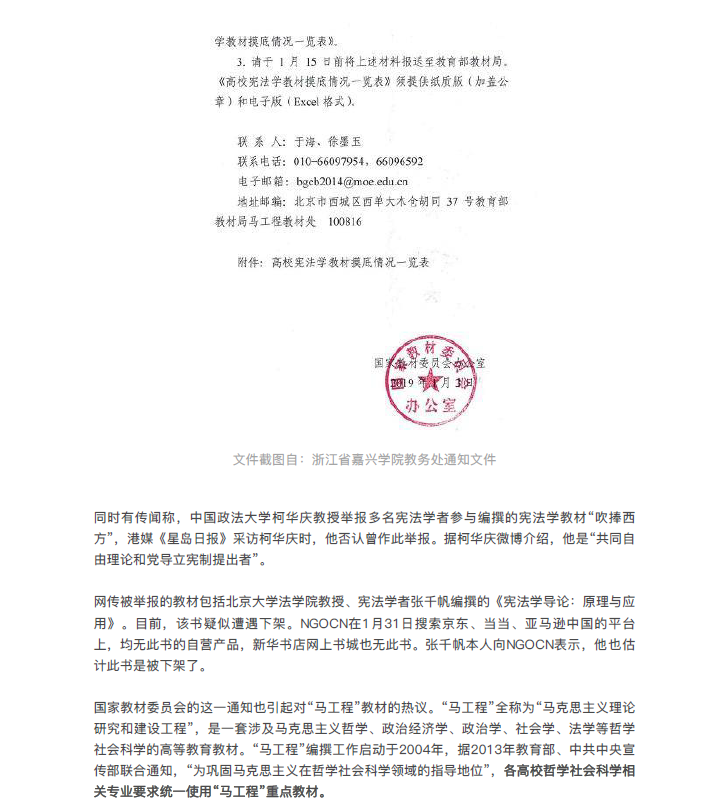 学教材摸底情况一览表》.
3. 请于 1 月 15 日前将上述材料报送至教育部教材局。
《高校宪法学教材摸底情况一览表》须提供纸质版（加盖公
章）和电子版（Excel 格式）.
联 系 人：于海、徐墨玉
联系电话：010-66097954，66096592
电子邮箱：bgcb2014@moe.edu.cn
地址邮编：北京市西城区西单大木仓胡同 37 号教育部
教材局马工程教材处 100816
附件：高校宪法学教材摸底情况一览表
国家教材委员会办公室
2019 年 1 月 3 日
国家教材委员会
办公室
文件截图自：浙江省嘉兴学院教务处通知文件
同时有传闻称，中国政法大学柯华庆教授举报多名宪法学者参与编撰的宪法学教材“吹捧西
方”，港媒《星岛日报》采访柯华庆时，他否认曾作此举报。据柯华庆微博介绍，他是“共同自
由理论和党导立宪制提出者”。
网传被举报的教材包括北京大学法学院教授、宪法学者张千帆编撰的《宪法学导论：原理与应
用》。目前，该书疑似遭遇下架。NGOCN在1月31日搜索京东、当当、亚马逊中国的平台
上，均无此书的自营产品，新华书店网上书城也无此书。张千帆本人向NGOCN表示，他也估
计此书是被下架了。
国家教材委员会的这一通知也引起对“马工程”教材的热议。“马工程”全称为“马克思主义理论
研究和建设工程”，是一套涉及马克思主义哲学、政治经济学、政治学、社会学、法学等哲学
社会科学的高等教育教材。“马工程”编撰工作启动于2004年，据2013年教育部、中共中央宣
传部联合通知，“为巩固马克思主义在哲学社会科学领域的指导地位”，各高校哲学社会科学相
关专业要求统一使用“马工程”重点教材。